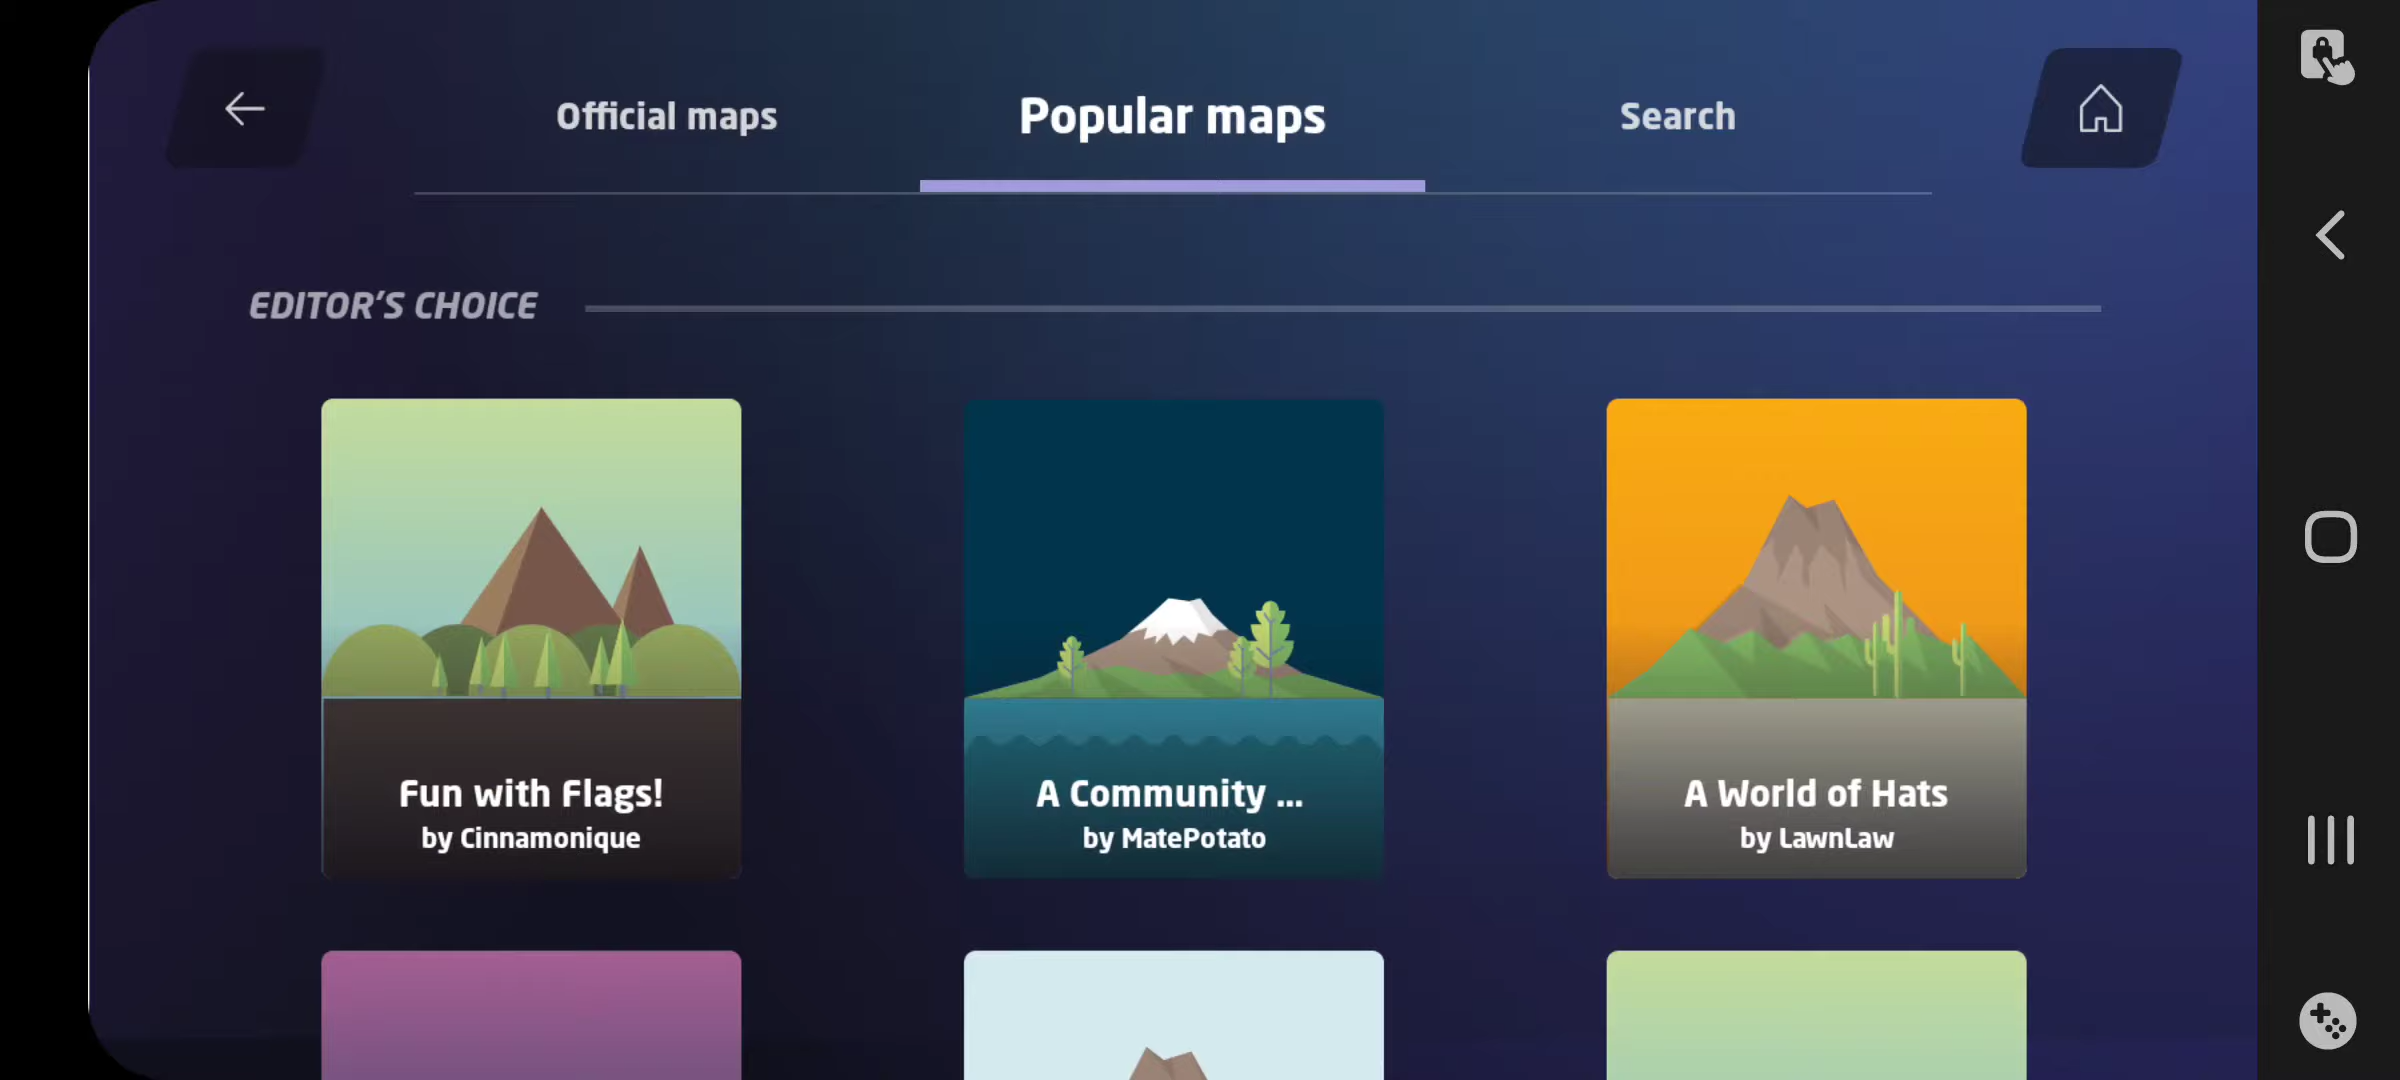 Official maps
Popular maps
Search
EDITOR'S CHOICE
Fun with Flags!
by Cinnamonique
A Community ...
by MatePotato
A World of Hats
by LawnLaw